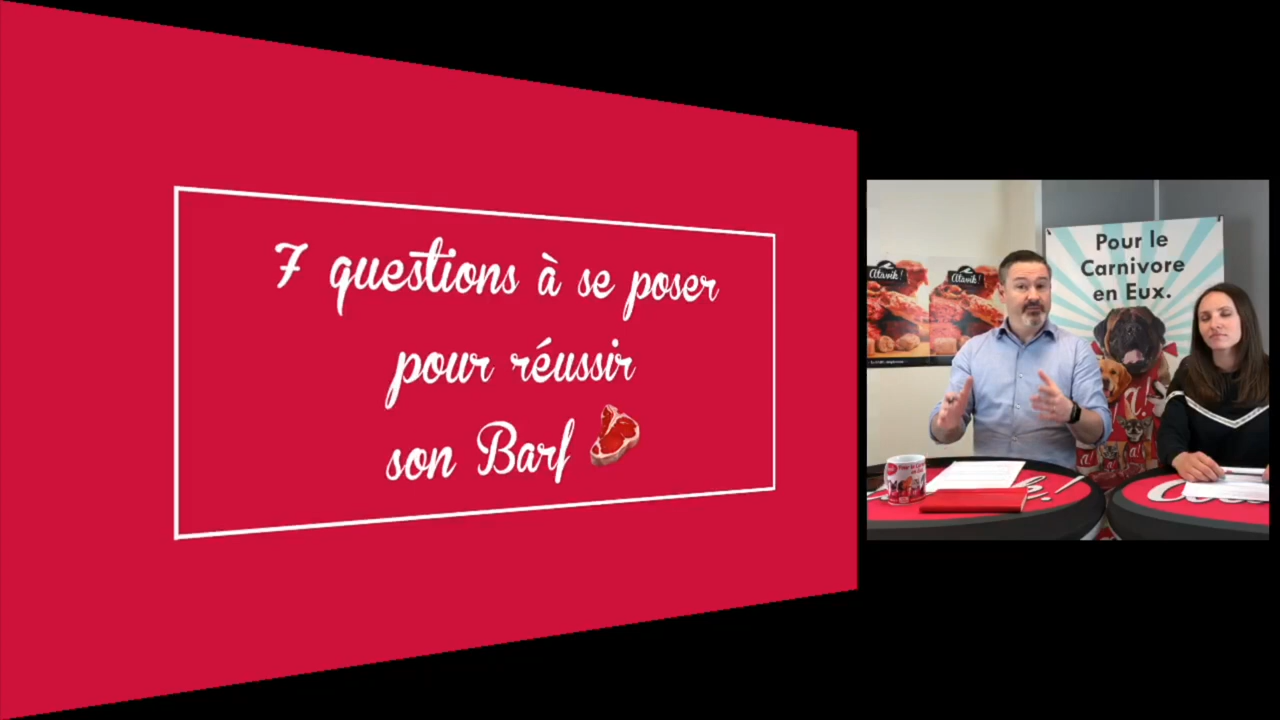 7 questions à se poser
pour réussir
son Barf
Atavik!
Atavik!
Pour le
Carnivore
en Eux.